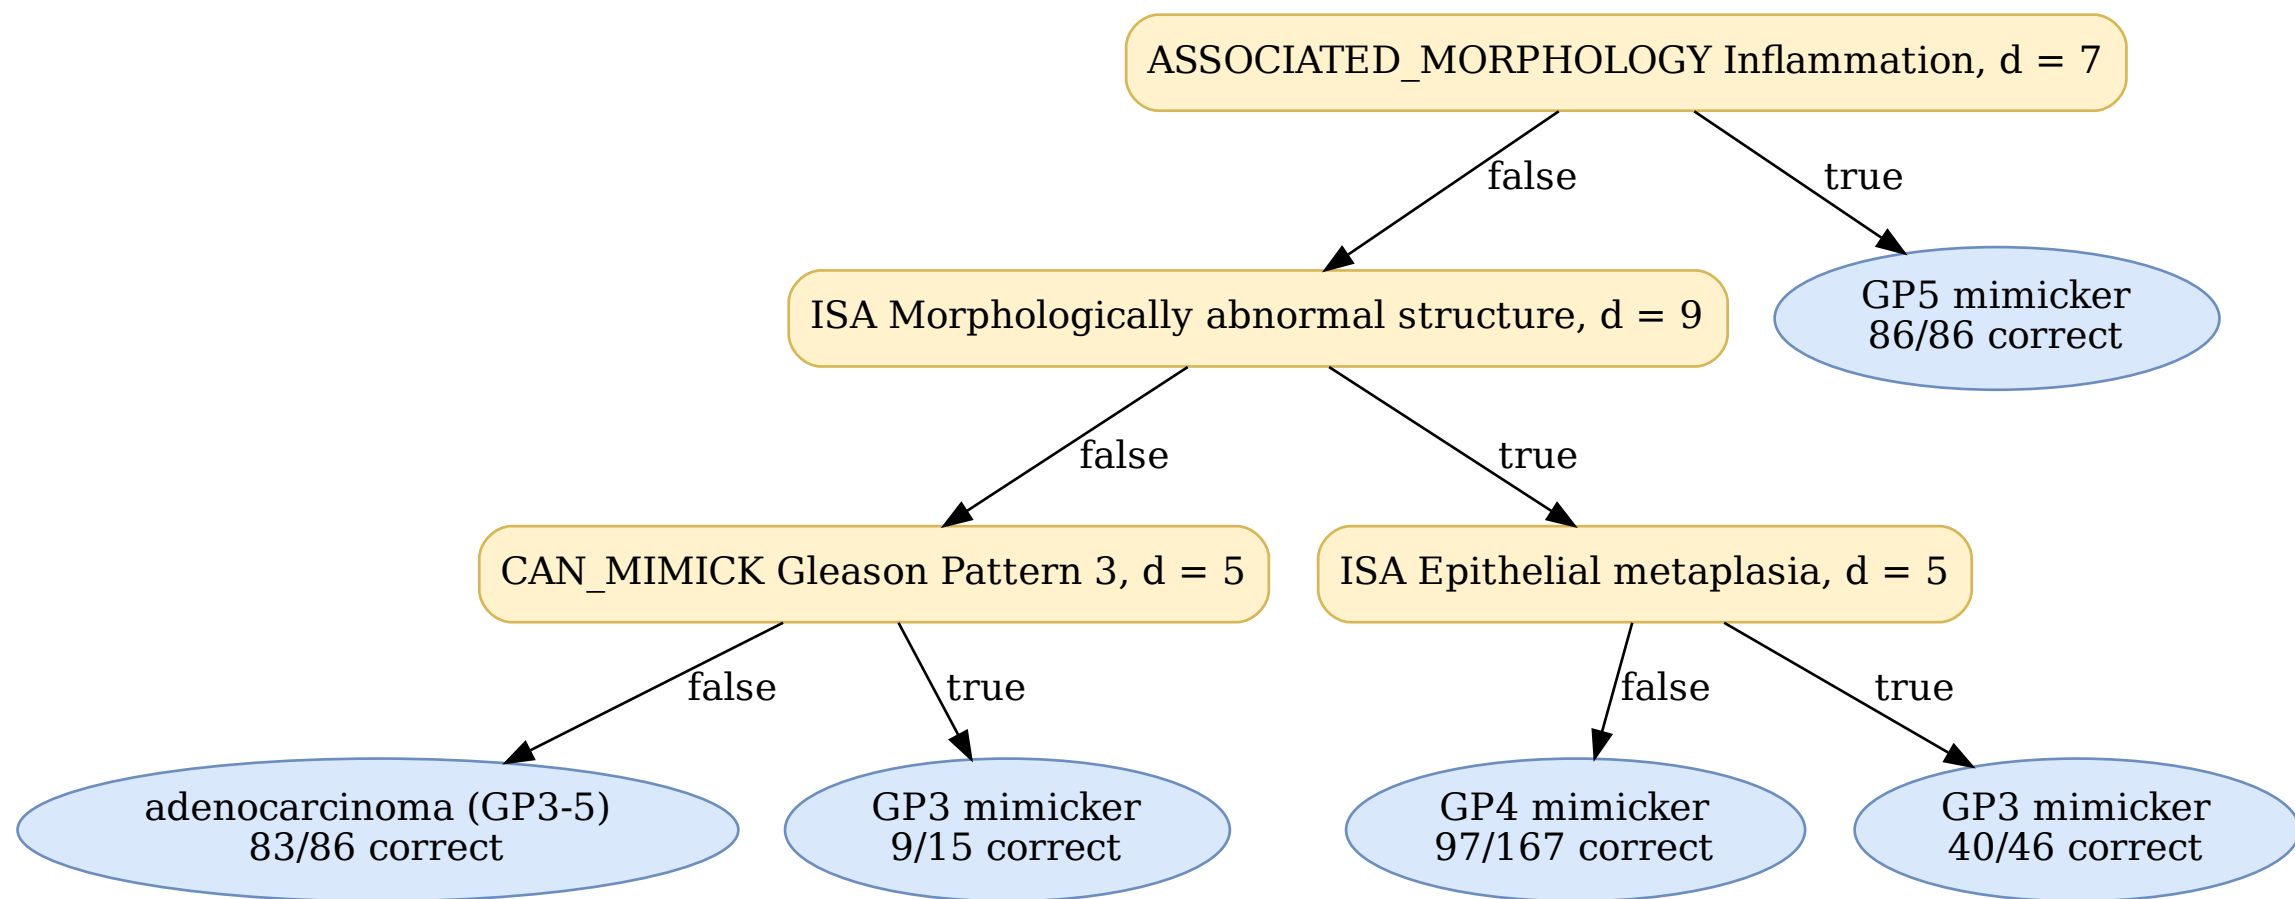 ASSOCIATED_MORPHOLOGY Inflammation, d = 7
false
true
ISA Morphologically abnormal structure, d = 9
GP5 mimicker
86/86 correct
false
true
CAN_MIMICK Gleason Pattern 3, d = 5
ISA Epithelial metaplasia, d = 5
false
true
false
true
adenocarcinoma (GP3-5)
83/86 correct
GP3 mimicker
9/15 correct
GP4 mimicker
97/167 correct
GP3 mimicker
40/46 correct